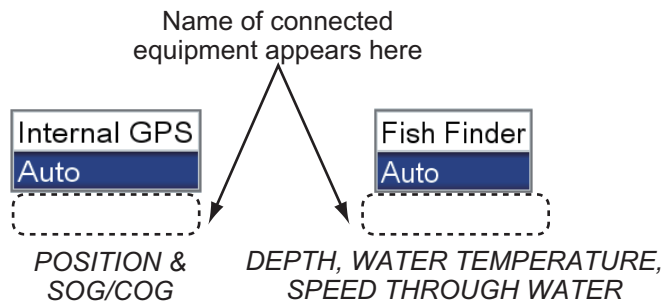 Name of connected
equipment appears here
Internal GPS
Auto
Fish Finder
Auto
POSITION &
SOG/COG
DEPTH, WATER TEMPERATURE,
SPEED THROUGH WATER